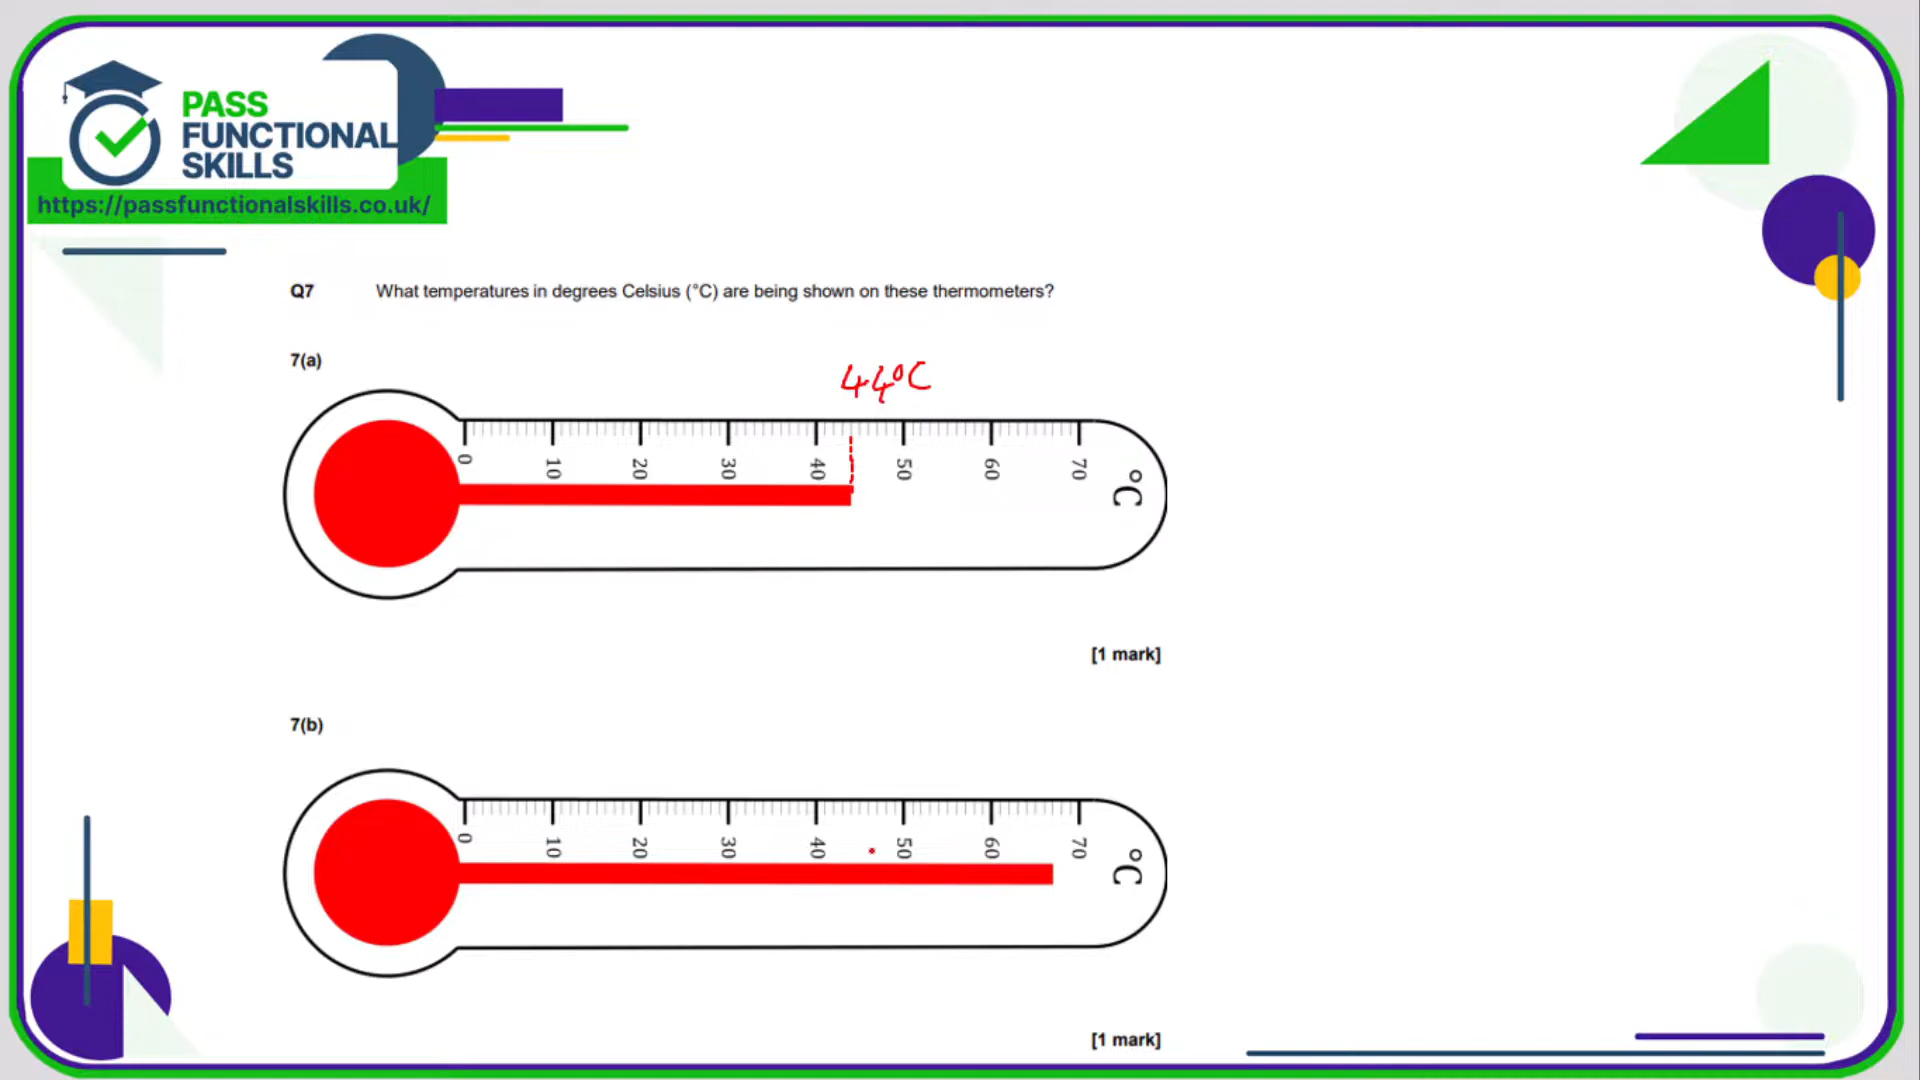 PASS
FUNCTIONAL
SKILLS
https://passfunctionalskills.co.uk/
Q7 What temperatures in degrees Celsius (°C) are being shown on these thermometers?
7(a)
44°C
0 10 20 30 40 50 60 70 °C
[1 mark]
7(b)
0 10 20 30 40 50 60 70 °C
[1 mark]